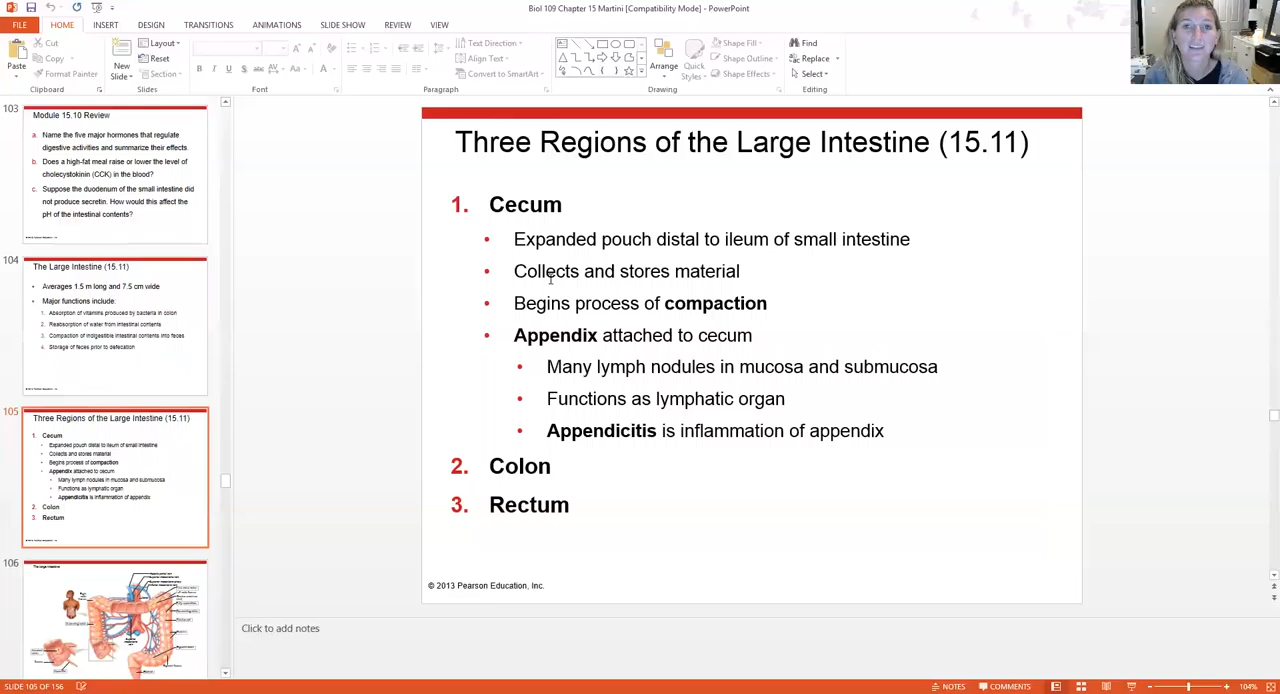 Biol 109 Chapter 15 Martini [Compatibility Mode] - PowerPoint
FILE HOME INSERT DESIGN TRANSITIONS ANIMATIONS SLIDE SHOW REVIEW VIEW
Paste
Cut
Copy
Format Painter
Clipboard
New
Slide
Layout
Reset
Section
Slides
B I U S abc AV Aa A
Font
Text Direction
Align Text
Convert to SmartArt
Paragraph
Arrange
Quick
Styles
Shape Fill
Shape Outline
Shape Effects
Drawing
Find
Replace
Select
Editing
103
Module 15.10 Review
a. Name the five major hormones that regulate
digestive activities and summarize their effects.
b. Does a high-fat meal raise or lower the level of
cholecystokinin (CCK) in the blood?
c. Suppose the duodenum of the small intestine did
not produce secretin. How would this affect the
pH of the intestinal contents?
104
The Large Intestine (15.11)
• Averages 1.5 m long and 7.5 cm wide
• Major functions include:
1. Absorption of vitamins produced by bacteria in colon
2. Reabsorption of water from intestinal contents
3. Compaction of indigestible intestinal contents into feces
4. Storage of feces prior to defecation
105
Three Regions of the Large Intestine (15.11)
1. Cecum
• Expanded pouch distal to ileum of small intestine
• Collects and stores material
• Begins process of compaction
• Appendix attached to cecum
• Many lymph nodes in mucosa and submucosa
• Functions as lymphatic organ
• Appendicitis is inflammation of appendix
2. Colon
3. Rectum
106
The large intestine
Three Regions of the Large Intestine (15.11)
1. Cecum
• Expanded pouch distal to ileum of small intestine
• Collects and stores material
• Begins process of compaction
• Appendix attached to cecum
• Many lymph nodes in mucosa and submucosa
• Functions as lymphatic organ
• Appendicitis is inflammation of appendix
2. Colon
3. Rectum
© 2013 Pearson Education, Inc.
Click to add notes
SLIDE 105 OF 156
NOTES COMMENTS 104%